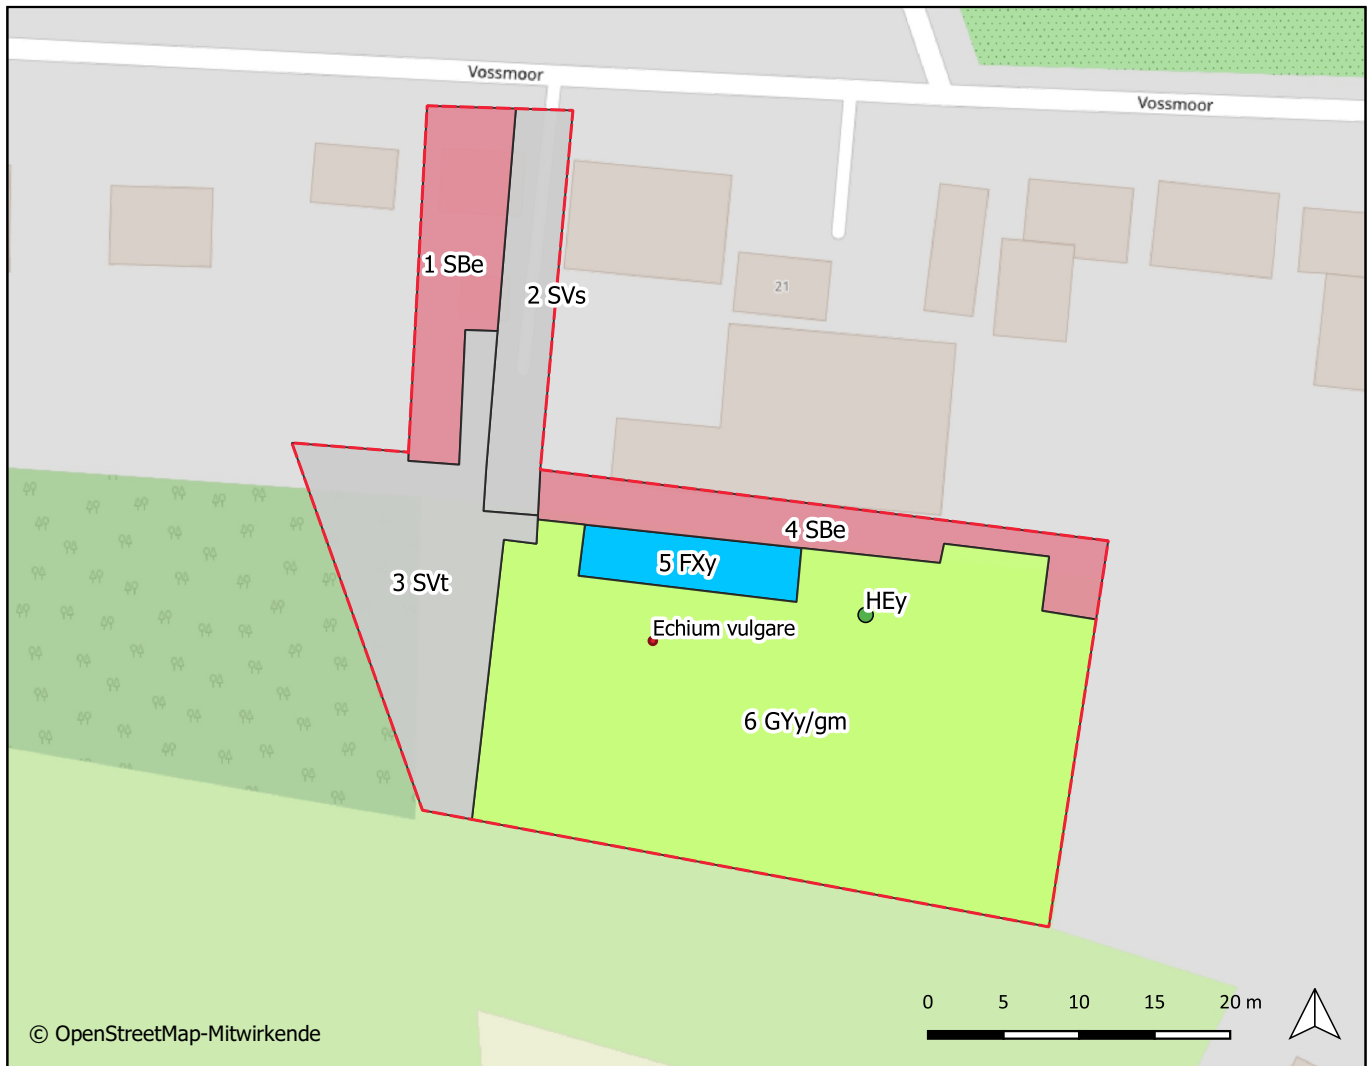 Vossmoor
Vossmoor
1 SBe
21
2 SVs
4 SBe
5 FXy
3 SVt
HEy
Echium vulgare
6 GYy/gm
0 5 10 15 20 m
© OpenStreetMap-Mitwirkende